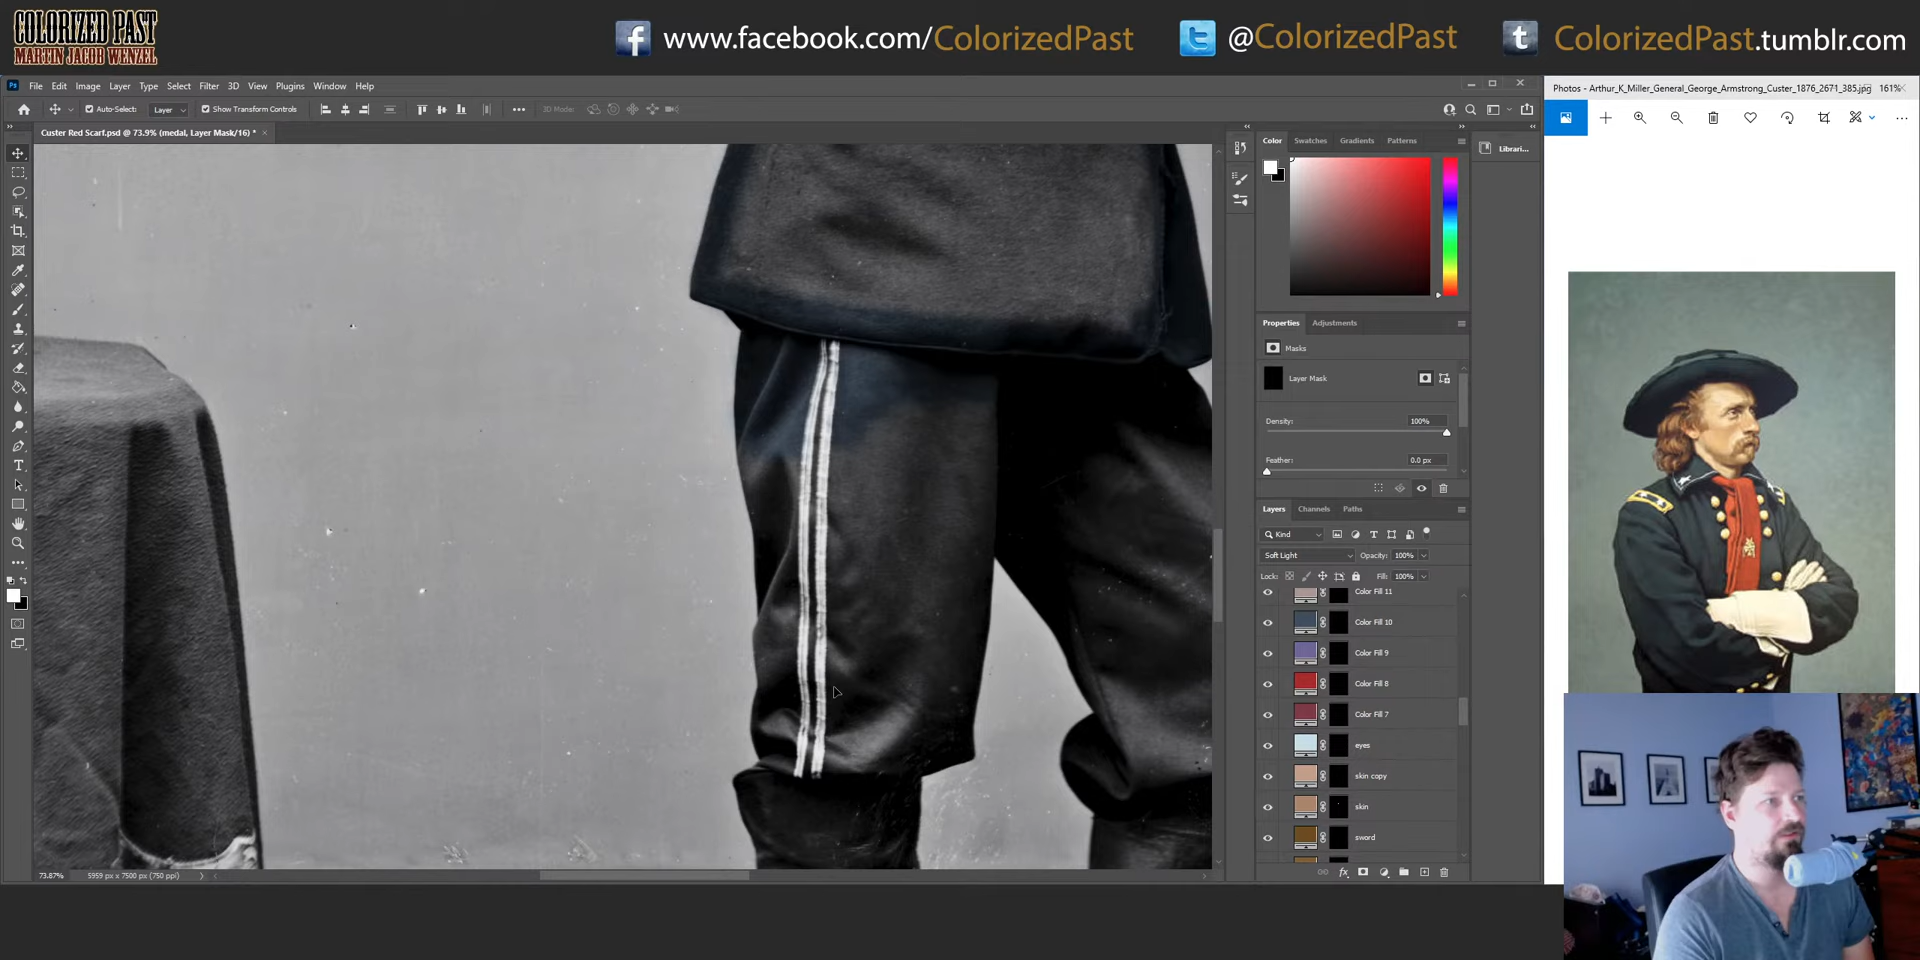 COLORIZED PAST
MARTIN JACOB WENZEL
f www.facebook.com/ColorizedPast
@ColorizedPast
t ColorizedPast.tumblr.com
Ps File Edit Image Layer Type Select Filter 3D View Plugins Window Help
Auto-Select: Layer Show Transform Controls 3D Mode:
Custer Red Scarf.psd @ 73.9% (medal, Layer Mask/16) *
Photos - Arthur_K_Miller_General_George_Armstrong_Custer_1876_2671_385.jpg 161%
Color Swatches Gradients Patterns
Librari...
Properties Adjustments
Masks
Layer Mask
Density: 100%
Feather: 0.0 px
Layers Channels Paths
Kind
Soft Light Opacity: 100%
Lock: Fill: 100%
Color Fill 11
Color Fill 10
Color Fill 9
Color Fill 8
Color Fill 7
eyes
skin copy
skin
sword
fx
73.87% 5959 px x 7500 px (750 ppi)